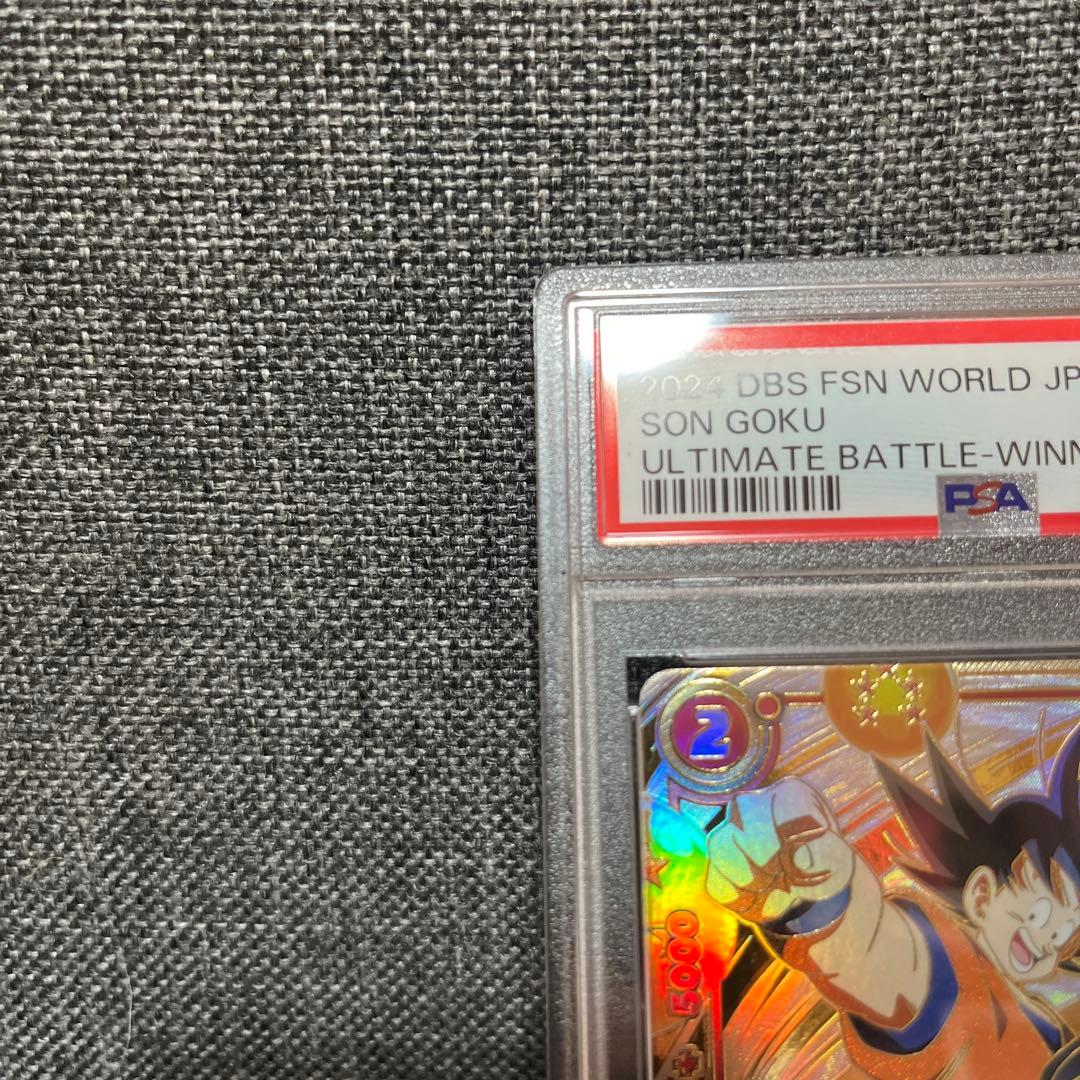 2024 DBS FSN WORLD JP
SON GOKU
ULTIMATE BATTLE-WINN
PSA
2
5000